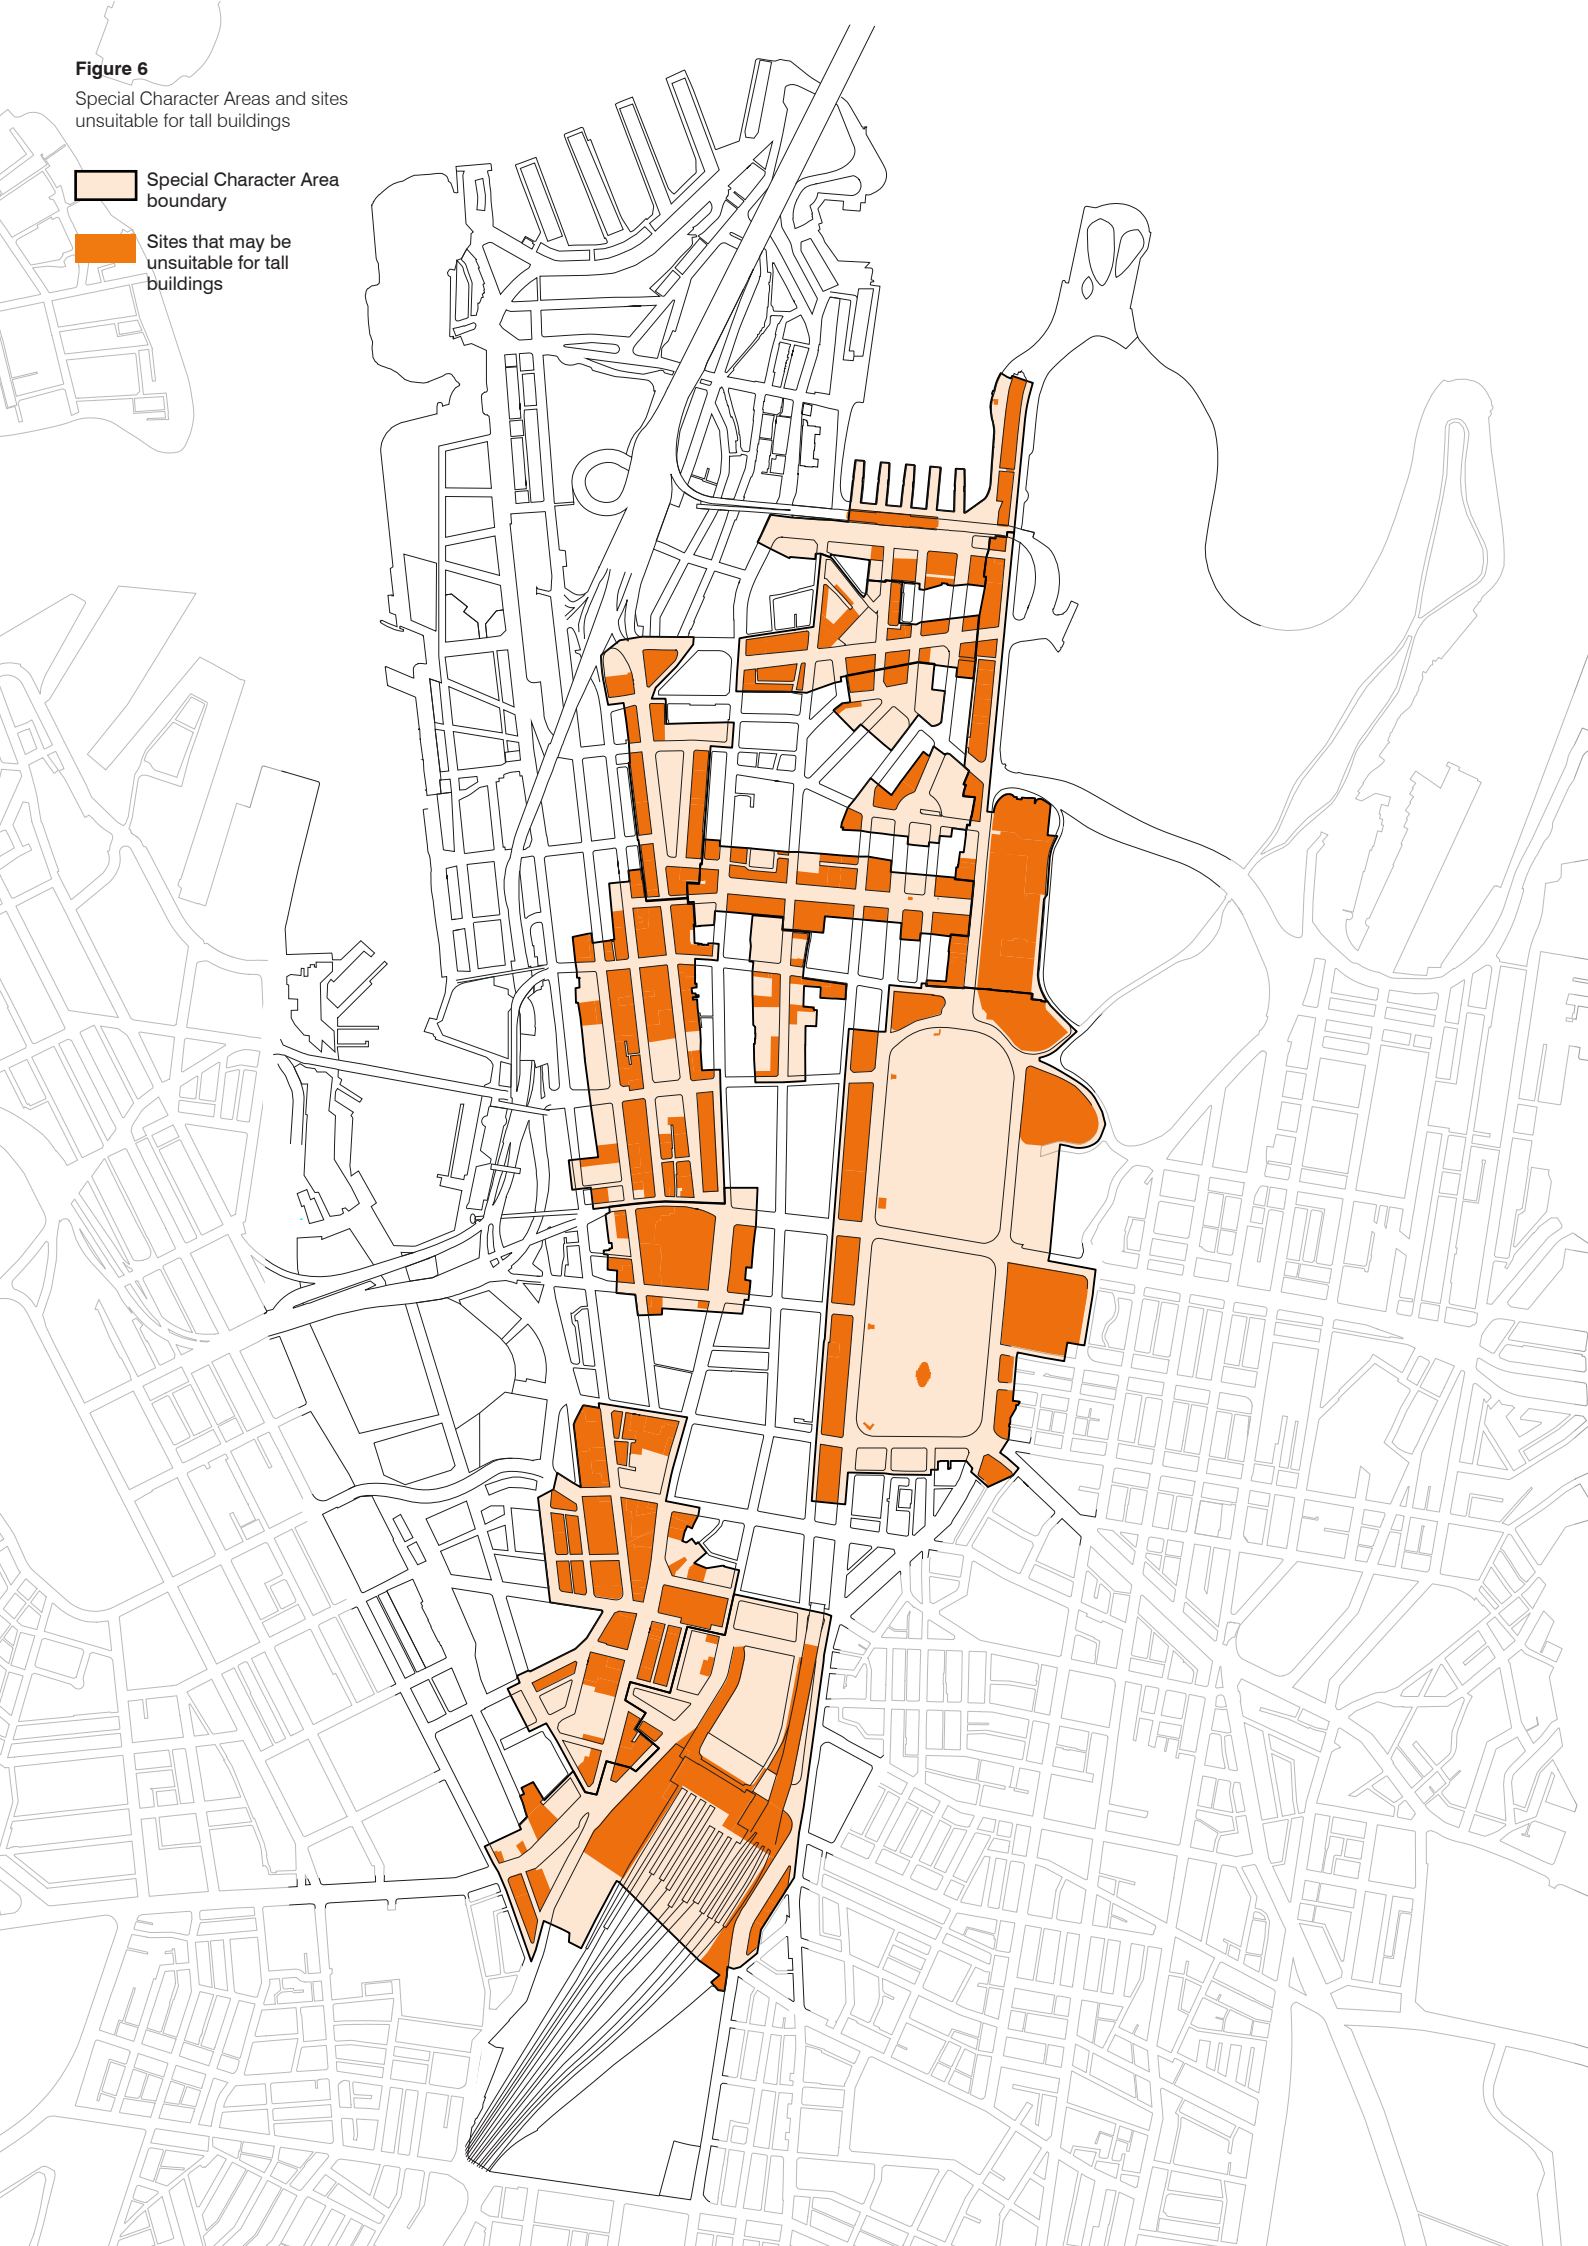 Figure 6
Special Character Areas and sites
unsuitable for tall buildings
Special Character Area
boundary
Sites that may be
unsuitable for tall
buildings